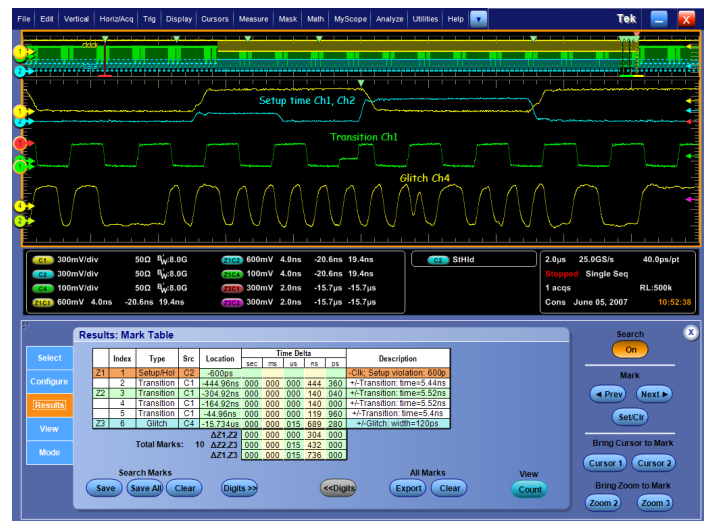 File Edit Vertical Horiz/Acq Trig Display Cursors Measure Mask Math MyScope Analyze Utilities Help Tek X
clock
Setup time Ch1, Ch2
Transition Ch1
Glitch Ch4
C1 300mV/div 50Ω BW:8.0G Z1C2 600mV 4.0ns -20.6ns 19.4ns C2 StHld 2.0μs 25.0GS/s 40.0ps/pt
C2 300mV/div 50Ω BW:8.0G Z1C4 100mV 4.0ns -20.6ns 19.4ns Stopped Single Seq
C4 100mV/div 50Ω BW:8.0G Z3C1 300mV 2.0ns -15.7μs -15.7μs 1 acqs RL:500k
Z1C1 600mV 4.0ns -20.6ns 19.4ns Z3C2 300mV 2.0ns -15.7μs -15.7μs Cons June 05, 2007 10:52:38
Results: Mark Table
Search
X
On
Select
Configure
Results
View
Mode
Index Type Src Location Time Delta Description
sec ms us ns ps
Z1 1 Setup/Hol C2 -600ps -Clk; Setup violation: 600p
2 Transition C1 -444.96ns 000 000 000 444 360 +/-Transition: time=5.44ns
Z2 3 Transition C1 -304.92ns 000 000 000 140 040 +/-Transition: time=5.52ns
4 Transition C1 -164.92ns 000 000 000 140 000 +/-Transition: time=5.52ns
5 Transition C1 -44.96ns 000 000 000 119 960 +/-Transition: time=5.4ns
Z3 6 Glitch C4 -15.734us 000 000 015 689 280 +/-Glitch: width=120ps
ΔZ1,Z2 000 000 000 304 000
Total Marks: 10 ΔZ2,Z3 000 000 015 432 000
ΔZ1,Z3 000 000 015 736 000
Search Marks
Save Save All Clear Digits >> <<Digits
All Marks
Export Clear
View
Count
Mark
◄ Prev Next ►
Set/Clr
Bring Cursor to Mark
Cursor 1 Cursor 2
Bring Zoom to Mark
Zoom 2 Zoom 3